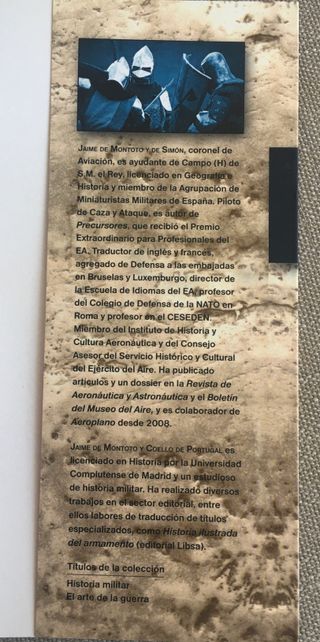 JAIME DE MONTOTO Y DE SIMÓN, coronel de
Aviación, es ayudante de Campo (H) de
S.M. el Rey, licenciado en Geografía e
Historia y miembro de la Agrupación de
Miniaturistas Militares de España. Piloto
de Caza y Ataque, es autor de
Precursores, que recibió el Premio
Extraordinario para Profesionales del
EA. Traductor de inglés y francés,
agregado de Defensa a las embajadas
en Bruselas y Luxemburgo, director de
la Escuela de Idiomas del EA, profesor
del Colegio de Defensa de la NATO en
Roma y profesor en el CESEDEN.
Miembro del Instituto de Historia y
Cultura Aeronáutica y del Consejo
Asesor del Servicio Histórico y Cultural
del Ejército del Aire. Ha publicado
artículos y un dossier en la Revista de
Aeronáutica y Astronáutica y el Boletín
del Museo del Aire, y es colaborador de
Aeroplano desde 2008.
JAIME DE MONTOTO Y COELLO DE PORTUGAL es
licenciado en Historia por la Universidad
Complutense de Madrid y un estudioso
de historia militar. Ha realizado diversos
trabajos en el sector editorial, entre
ellos labores de traducción de títulos
especializados, como Historia ilustrada
del armamento (editorial Libsa).
Títulos de la colección
Historia militar
El arte de la guerra